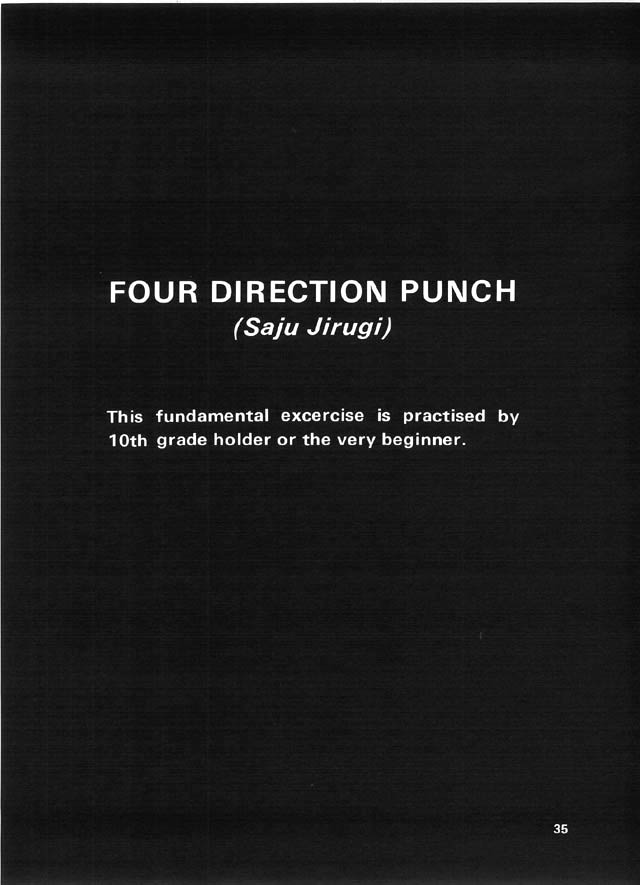 FOUR DIRECTION PUNCH
(Saju Jirugi)
This fundamental excercise is practised by
10th grade holder or the very beginner.
35